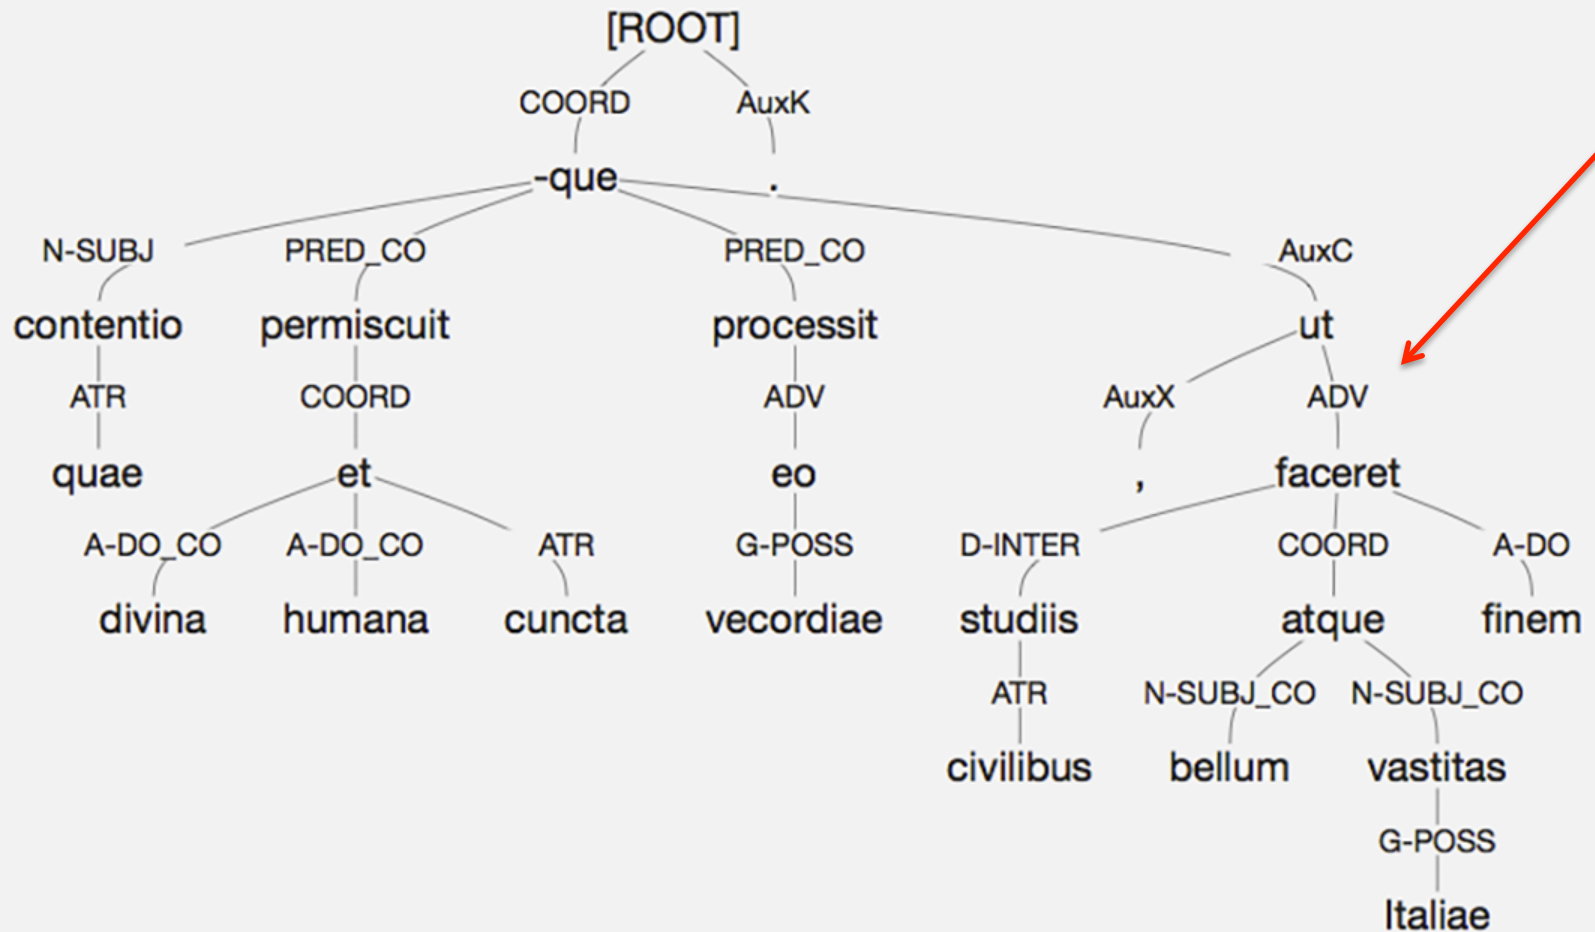 [ROOT]
COORD AuxK
-que .
N-SUBJ PRED_CO PRED_CO AuxC
contentio permiscuit processit ut
ATR COORD ADV AuxX ADV
quae et eo , faceret
A-DO_CO A-DO_CO ATR G-POSS D-INTER COORD A-DO
divina humana cuncta vecordiae studiis atque finem
ATR N-SUBJ_CO N-SUBJ_CO
civilibus bellum vastitas
G-POSS
Italiae